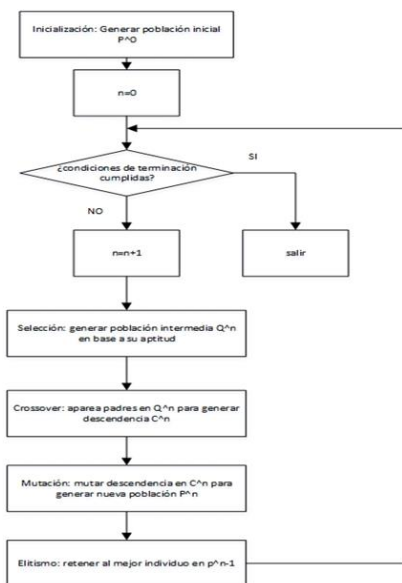 Inicialización: Generar población inicial
P^0
n=0
¿condiciones de terminación
cumplidas?
SI
NO
n=n+1
salir
Selección: generar población intermedia Q^n
en base a su aptitud
Crossover: aparea padres en Q^n para generar
descendencia C^n
Mutación: mutar descendencia en C^n para
generar nueva población P^n
Elitismo: retener al mejor individuo en p^n-1